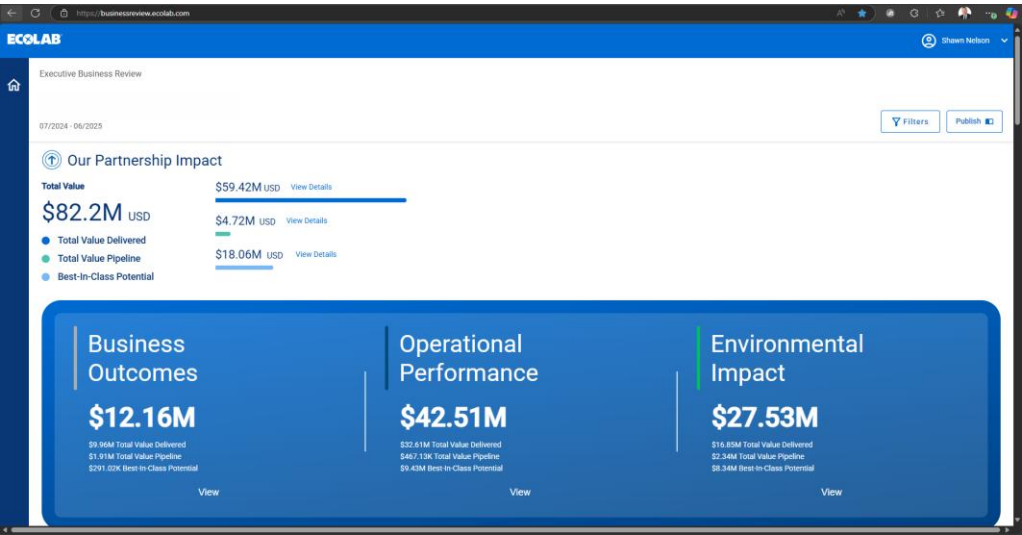 https://businessreview.ecolab.com
ECOLAB
Shawn Nelson
Executive Business Review
07/2024 - 06/2025
Filters
Publish
Our Partnership Impact
Total Value
$82.2M USD
Total Value Delivered
Total Value Pipeline
Best-In-Class Potential
$59.42M USD View Details
$4.72M USD View Details
$18.06M USD View Details
Business
Outcomes
$12.16M
$9.96M Total Value Delivered
$1.91M Total Value Pipeline
$291.02K Best-In-Class Potential
View
Operational
Performance
$42.51M
$32.61M Total Value Delivered
$467.13K Total Value Pipeline
$9.43M Best-In-Class Potential
View
Environmental
Impact
$27.53M
$16.85M Total Value Delivered
$2.34M Total Value Pipeline
$8.34M Best-In-Class Potential
View